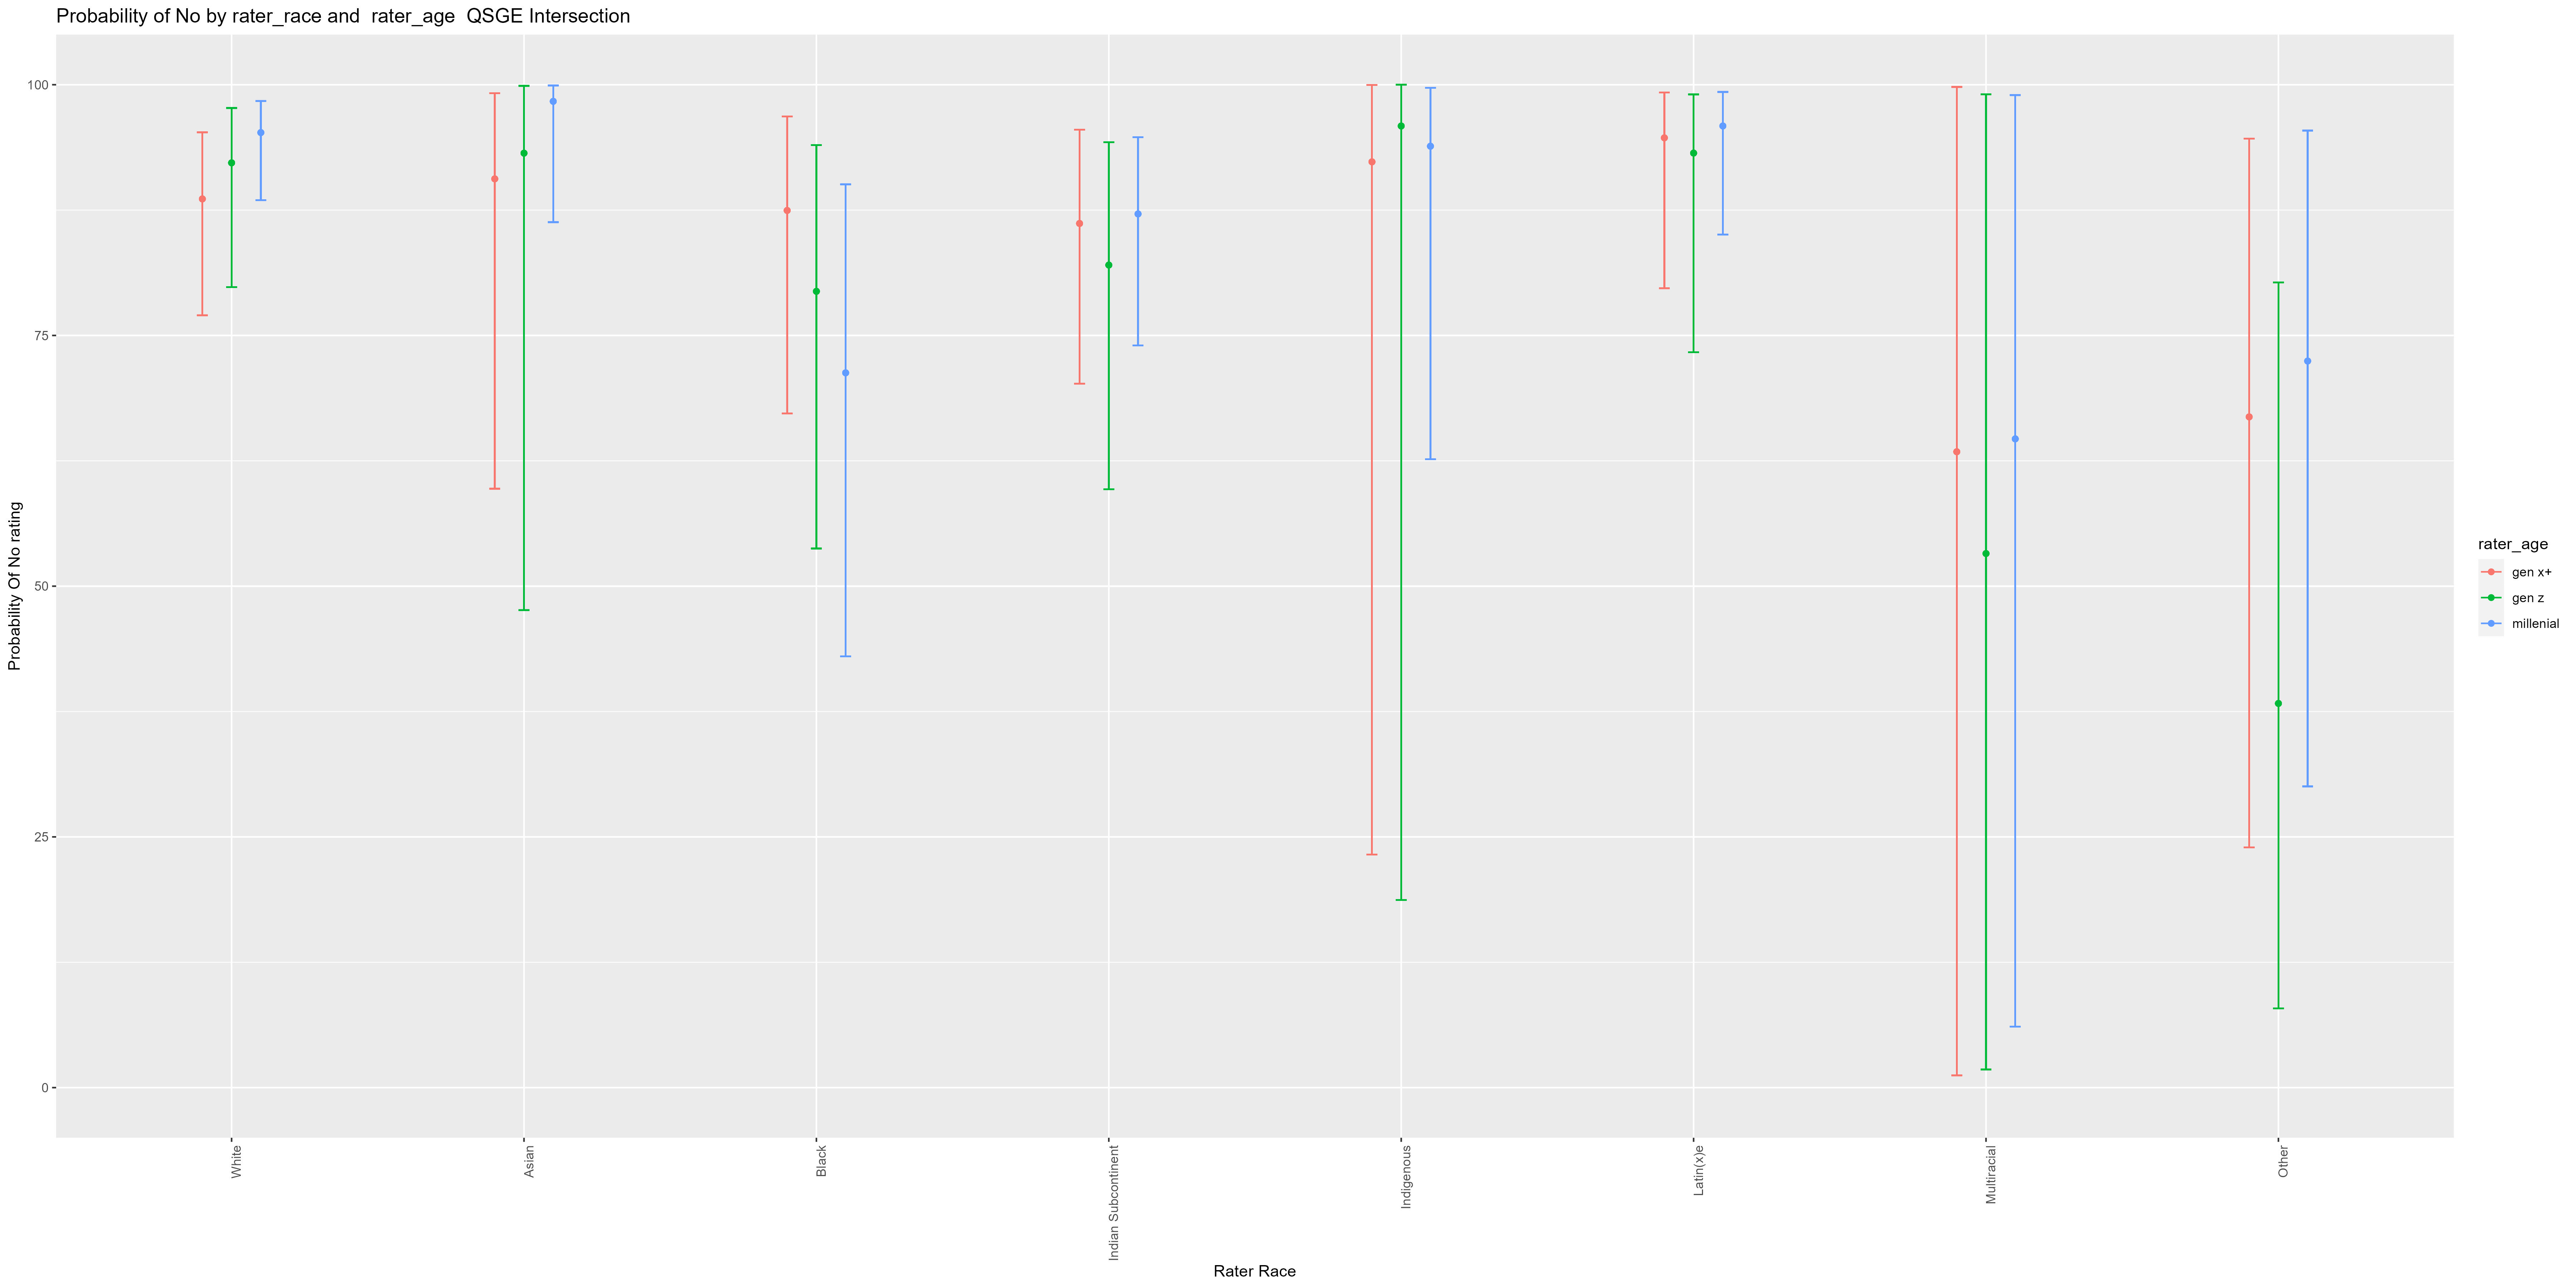 Probability of No by rater_race and  rater_age  QSGE Intersection
Probability Of No rating
100
75
50
25
0
White
Asian
Black
Indian Subcontinent
Indigenous
Latin(x)e
Multiracial
Other
Rater Race
rater_age
gen x+
gen z
millenial